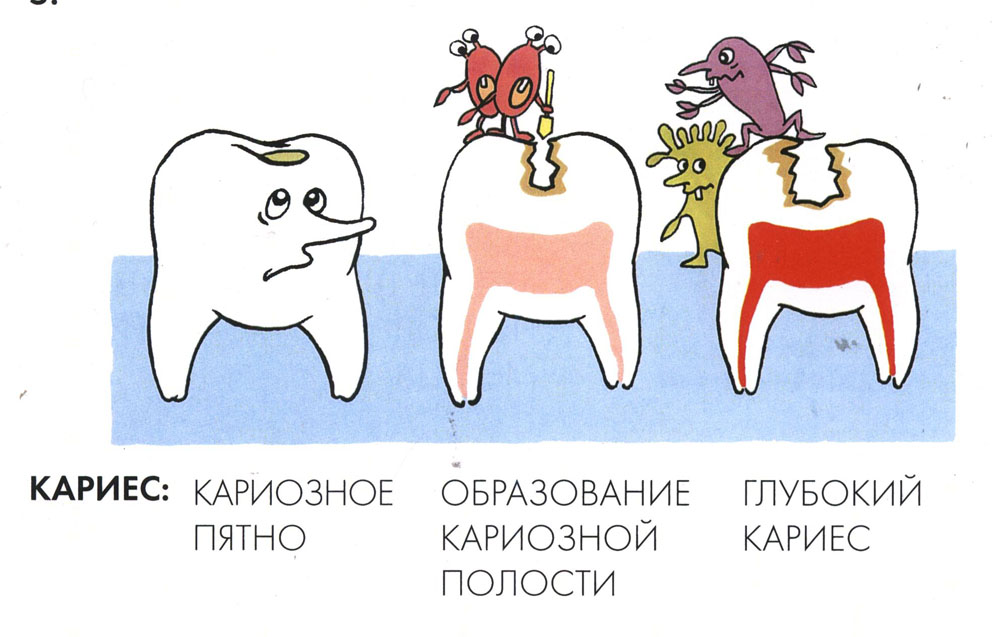 КАРИЕС: КАРИОЗНОЕ ПЯТНО
ОБРАЗОВАНИЕ КАРИОЗНОЙ ПОЛОСТИ
ГЛУБОКИЙ КАРИЕС